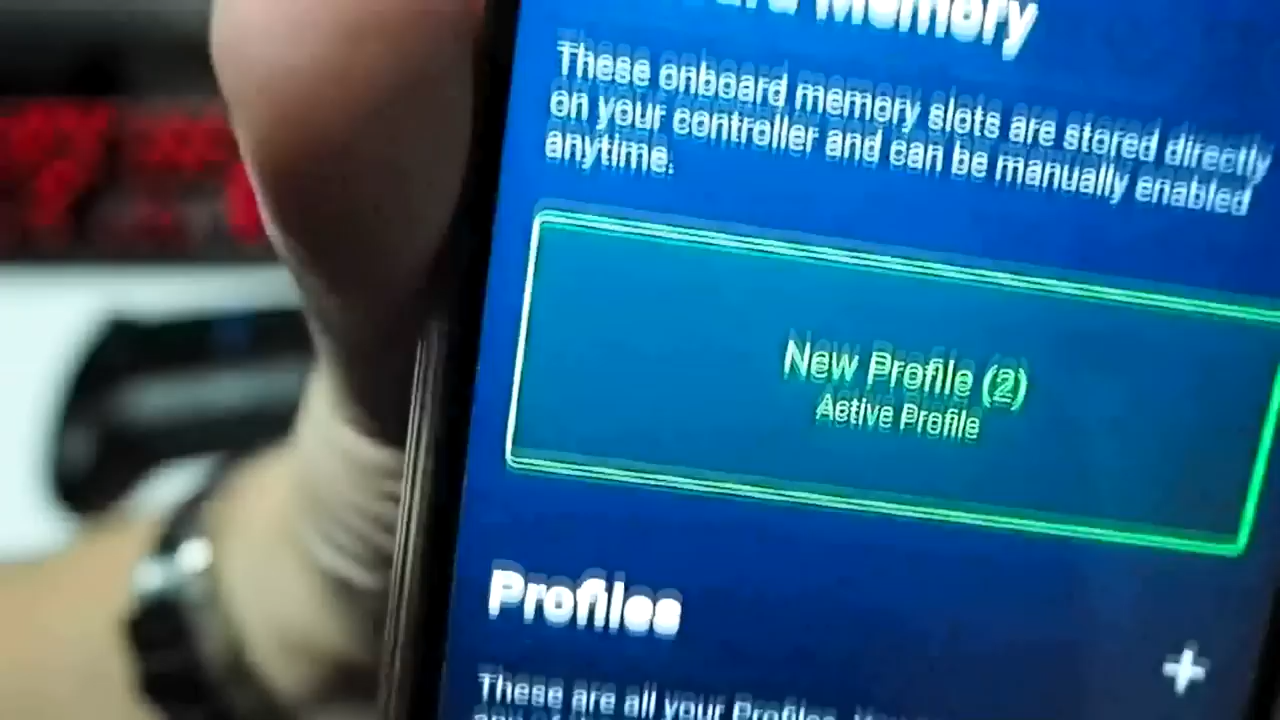 Memory
These onboard memory slots are stored directly
on your controller and can be manually enabled
anytime.
New Profile (2)
Active Profile
Profiles
+
These are all your Profiles.